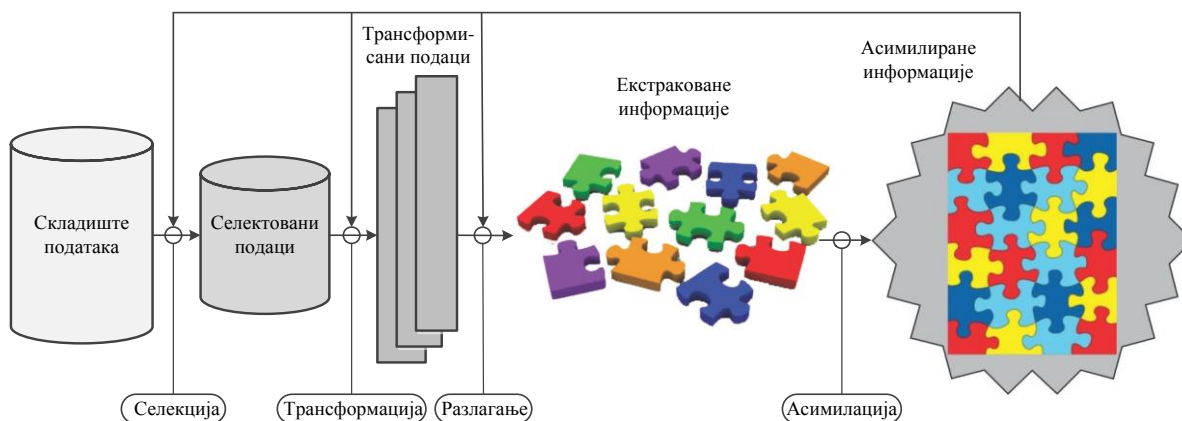 Трансформи-
сани подаци
Екстраковане
информације
Асимилиране
информације
Складиште
података
Селектовани
подаци
Селекција
Трансформација
Разлагање
Асимилација